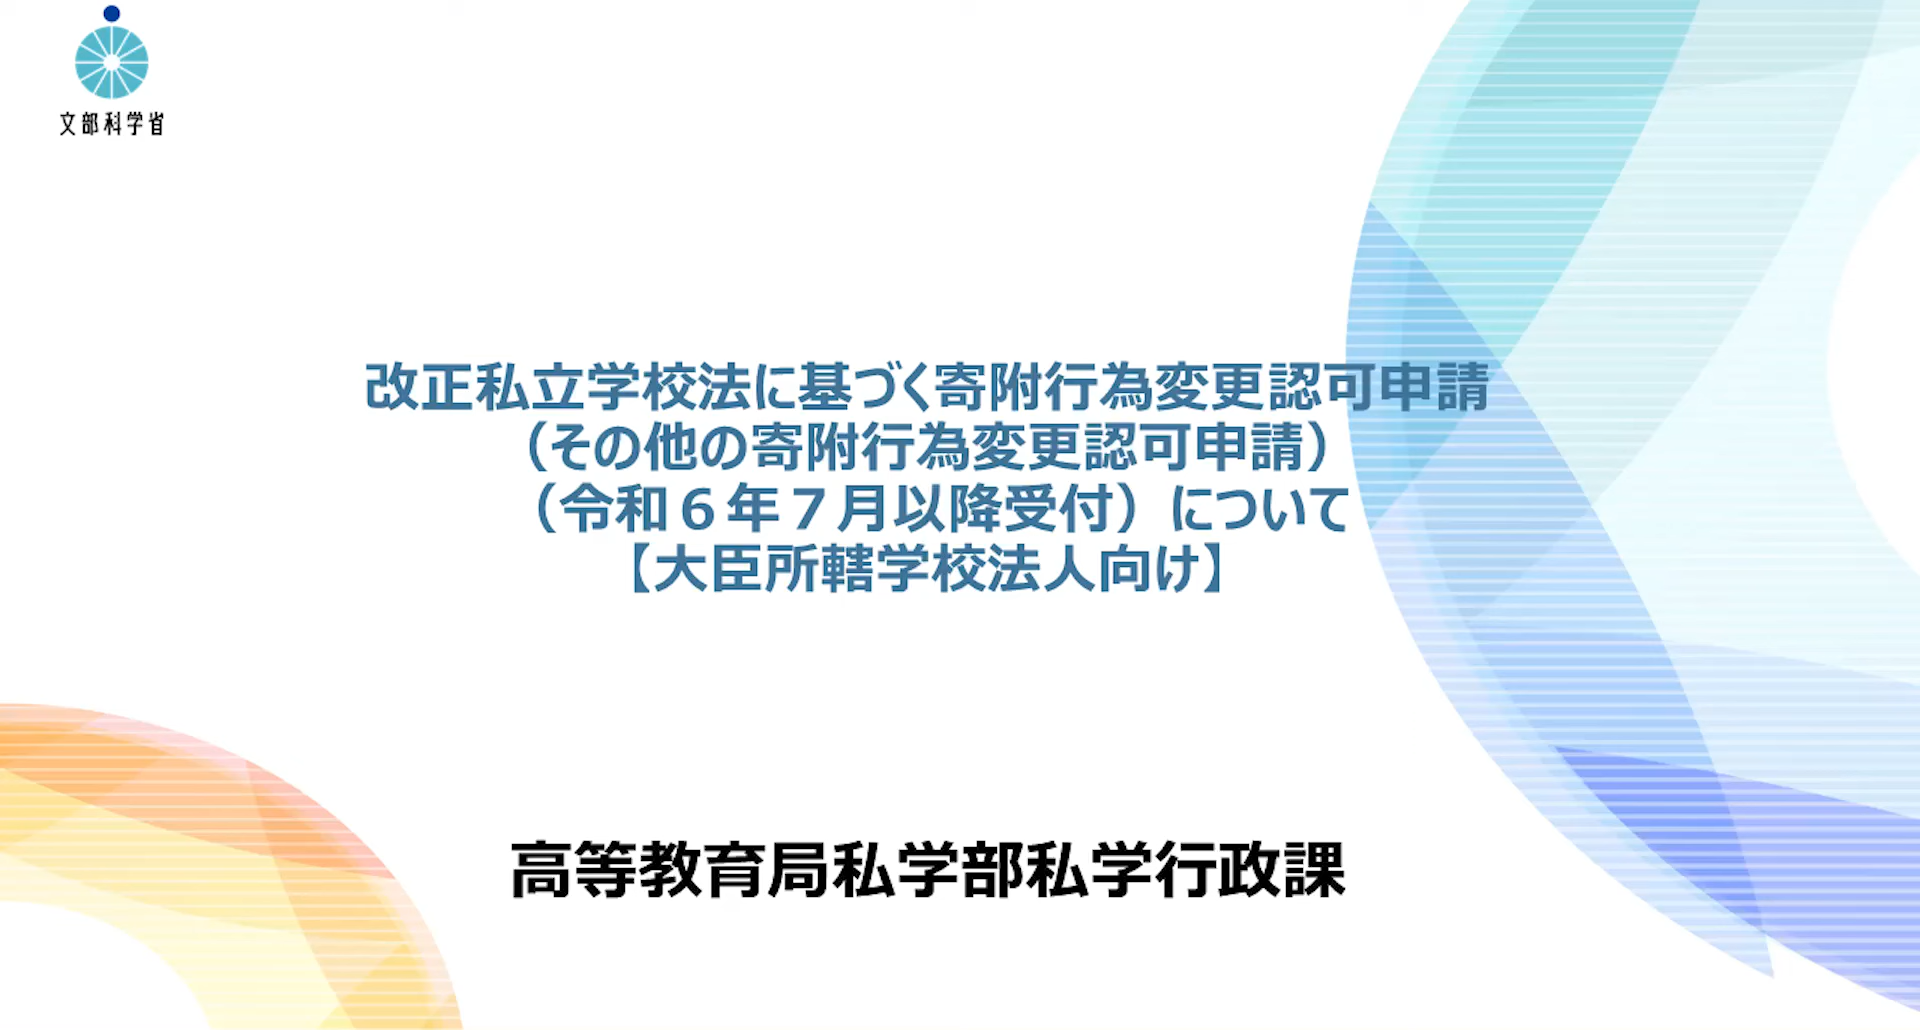 文部科学省
改正私立学校法に基づく寄附行為変更認可申請
（その他の寄附行為変更認可申請）
（令和６年７月以降受付）について
【大臣所轄学校法人向け】
高等教育局私学部私学行政課